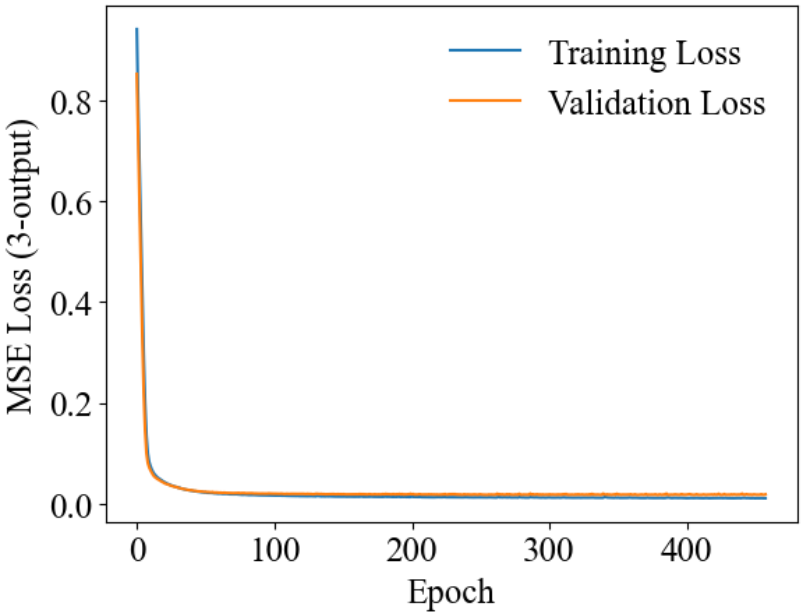 Training Loss
Validation Loss
MSE Loss (3-output)
0.8
0.6
0.4
0.2
0.0
0 100 200 300 400
Epoch